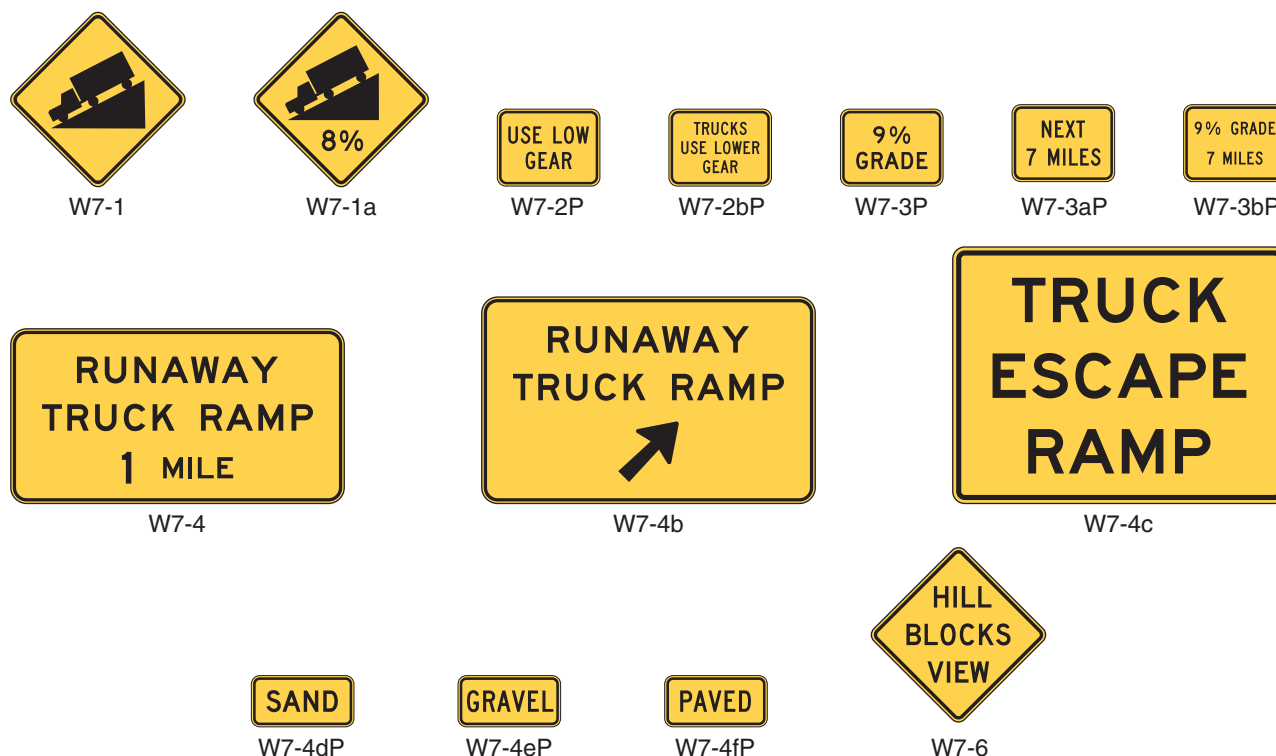 8%
USE LOW
GEAR
TRUCKS
USE LOWER
GEAR
9%
GRADE
NEXT
7 MILES
9% GRADE
7 MILES
W7-1
W7-1a
W7-2P
W7-2bP
W7-3P
W7-3aP
W7-3bP
RUNAWAY
TRUCK RAMP
1 MILE
W7-4
RUNAWAY
TRUCK RAMP
W7-4b
TRUCK
ESCAPE
RAMP
W7-4c
SAND
W7-4dP
GRAVEL
W7-4eP
PAVED
W7-4fP
HILL
BLOCKS
VIEW
W7-6